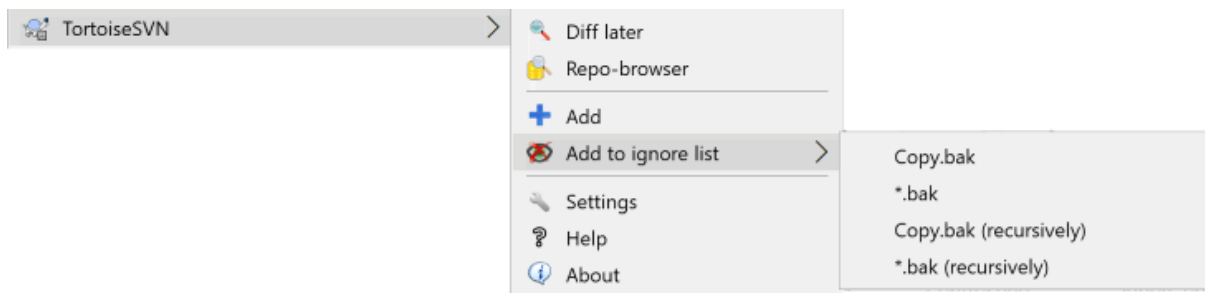 TortoiseSVN
Diff later
Repo-browser
Add
Add to ignore list
Copy.bak
*.bak
Copy.bak (recursively)
*.bak (recursively)
Settings
Help
About